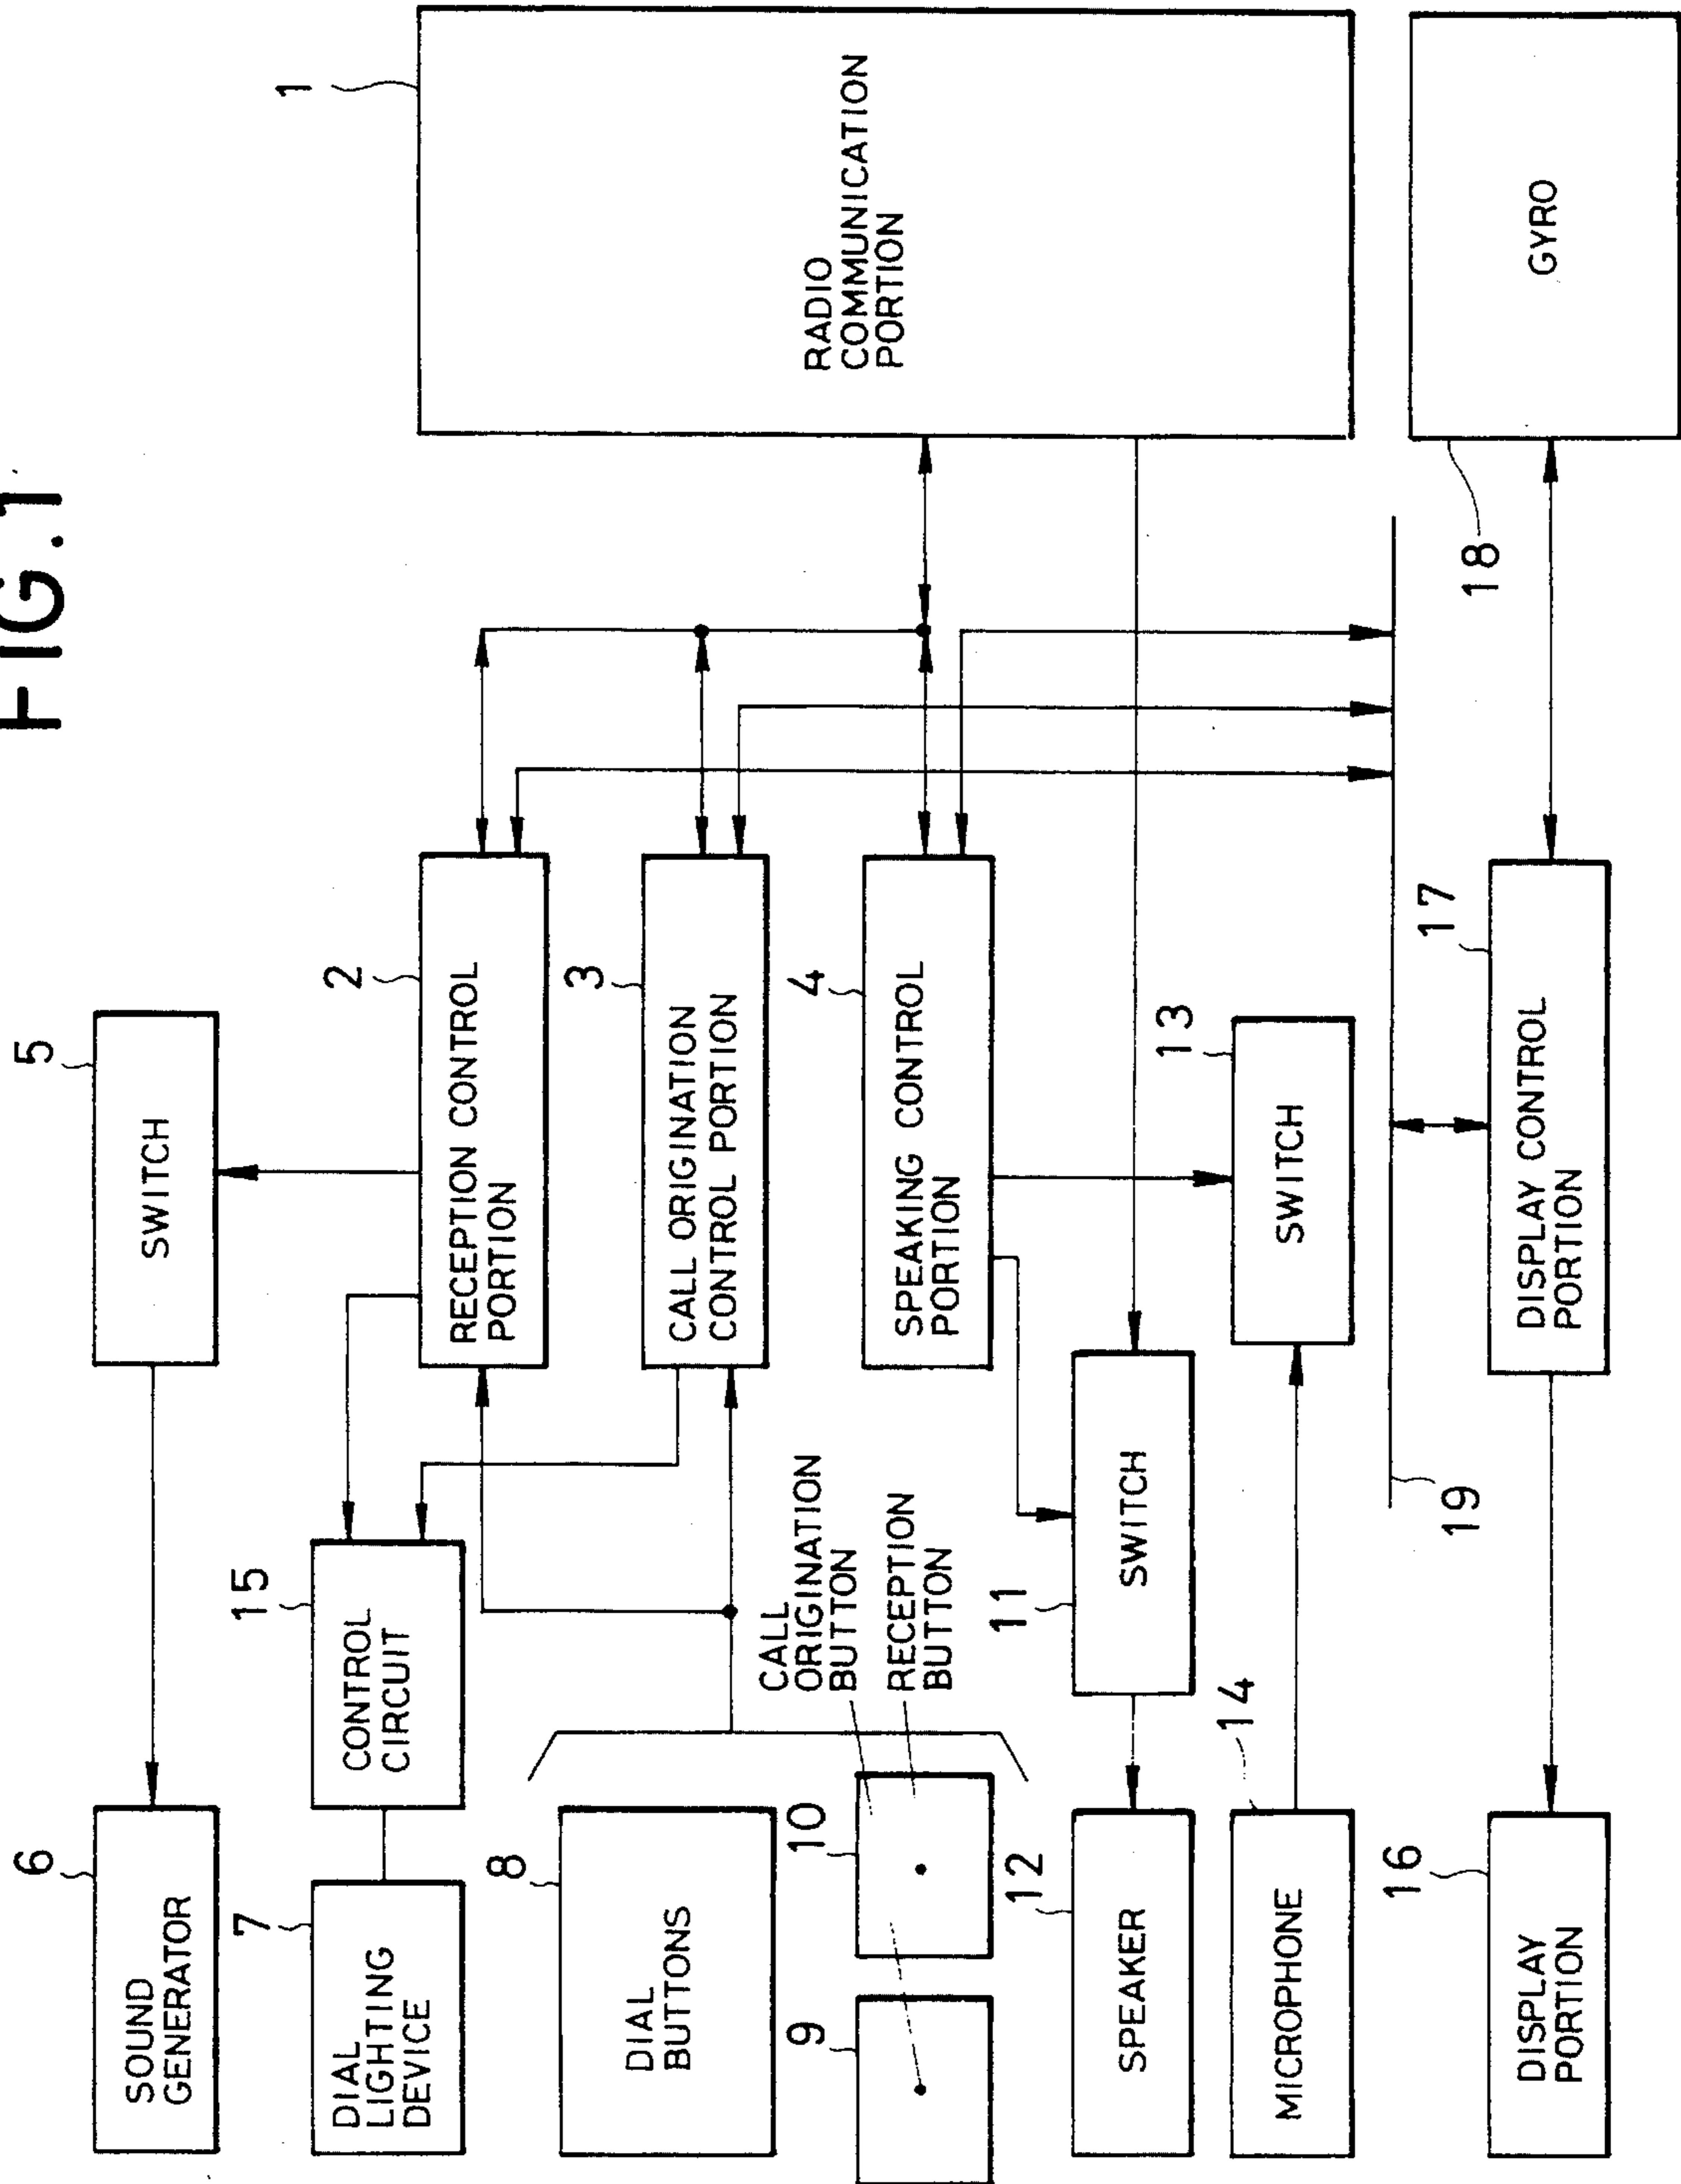 FIG.1
5
SWITCH
6
SOUND
GENERATOR
1
RADIO
COMMUNICATION
PORTION
2
RECEPTION CONTROL
PORTION
15
CONTROL
CIRCUIT
7
DIAL
LIGHTING
DEVICE
3
CALL ORIGINATION
CONTROL PORTION
8
DIAL
BUTTONS
4
SPEAKING CONTROL
PORTION
CALL
ORIGINATION
BUTTON
RECEPTION
BUTTON
10
9
11
SWITCH
12
SPEAKER
13
SWITCH
14
MICROPHONE
19
18
GYRO
17
DISPLAY CONTROL
PORTION
16
DISPLAY
PORTION